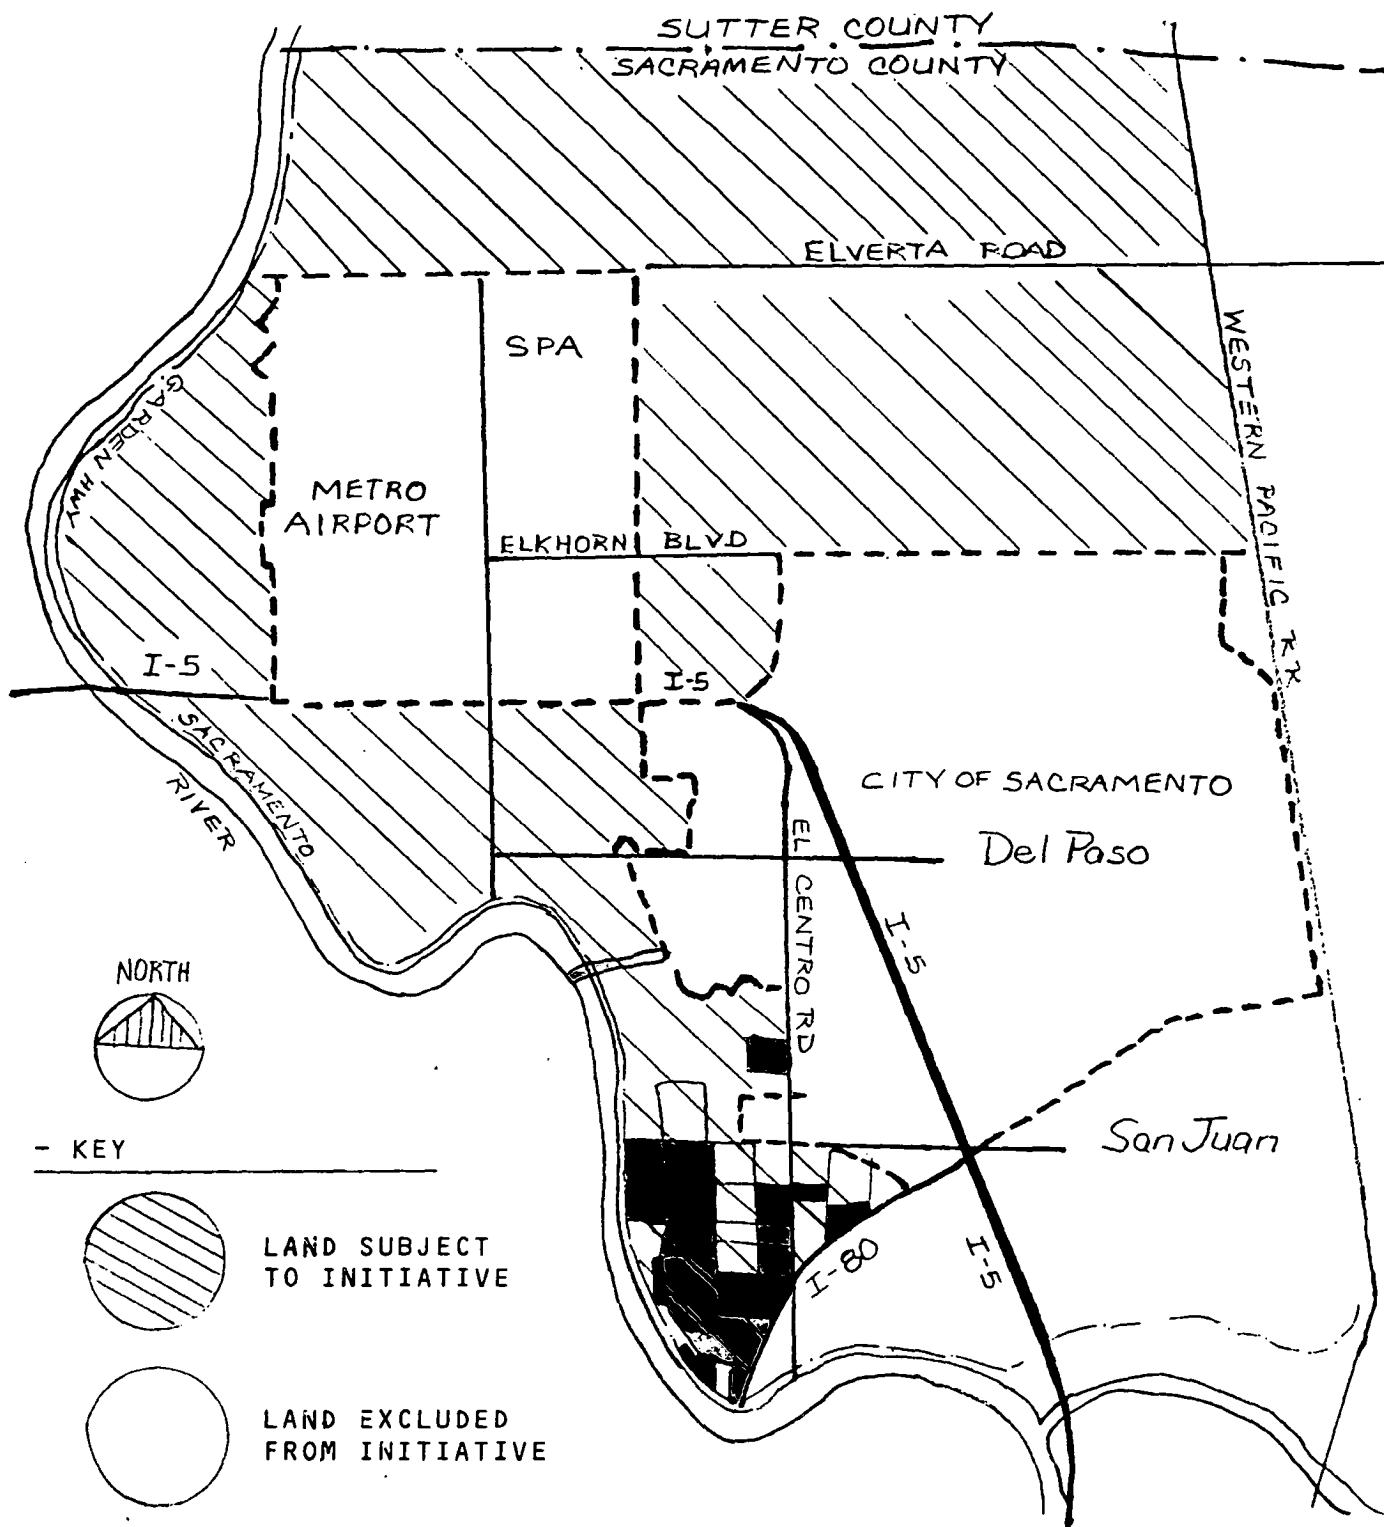 SUTTER COUNTY
SACRAMENTO COUNTY
ELVERTA ROAD
SPA
WESTERN PACIFIC RR
GARDEN HWY
METRO
AIRPORT
ELKHORN BLVD
I-5
I-5
SACRAMENTO
RIVER
CITY OF SACRAMENTO
Del Paso
EL CENTRO RD
I-5
NORTH
San Juan
- KEY
LAND SUBJECT
TO INITIATIVE
I-80
I-5
LAND EXCLUDED
FROM INITIATIVE